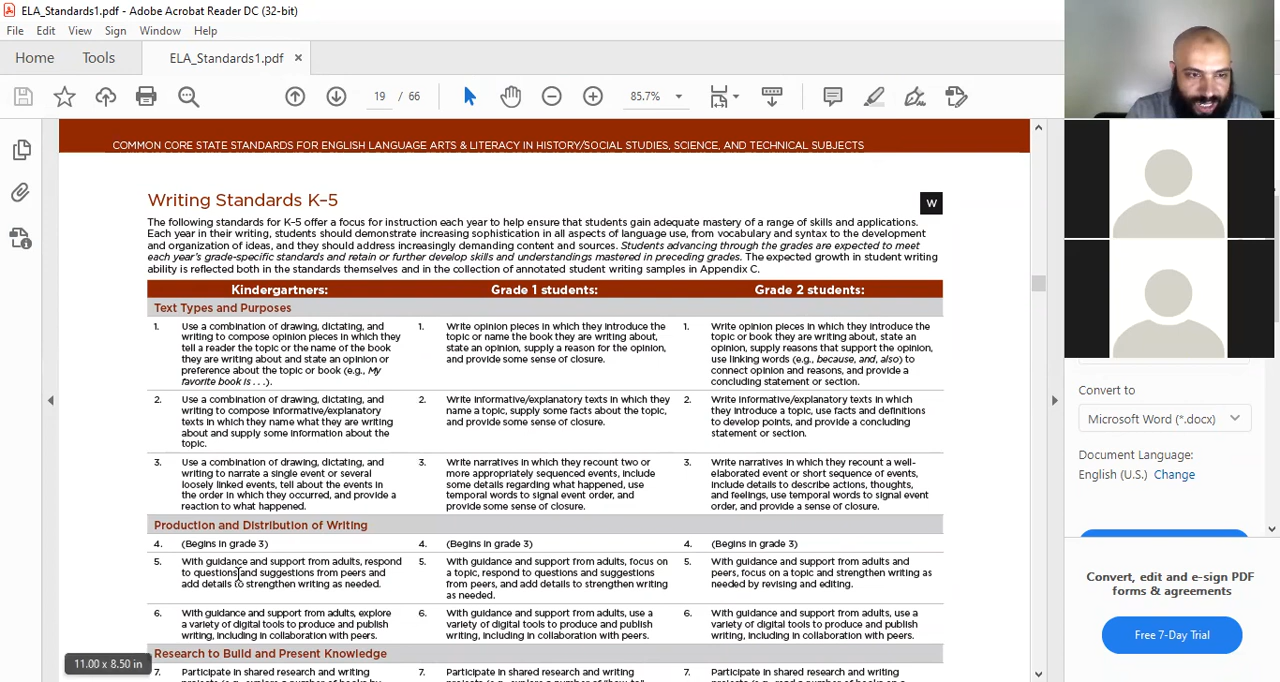 ELA_Standards1.pdf - Adobe Acrobat Reader DC (32-bit)
File Edit View Sign Window Help
Home Tools ELA_Standards1.pdf ×
19 / 66 85.7%
COMMON CORE STATE STANDARDS FOR ENGLISH LANGUAGE ARTS & LITERACY IN HISTORY/SOCIAL STUDIES, SCIENCE, AND TECHNICAL SUBJECTS
Writing Standards K–5
W
The following standards for K–5 offer a focus for instruction each year to help ensure that students gain adequate mastery of a range of skills and applications.
Each year in their writing, students should demonstrate increasing sophistication in all aspects of language use, from vocabulary and syntax to the development
and organization of ideas, and they should address increasingly demanding content and sources. Students advancing through the grades are expected to meet
each year's grade-specific standards and retain or further develop skills and understandings mastered in preceding grades. The expected growth in student writing
ability is reflected both in the standards themselves and in the collection of annotated student writing samples in Appendix C.
Kindergartners: Grade 1 students: Grade 2 students:
Text Types and Purposes
1. Use a combination of drawing, dictating, and
writing to compose opinion pieces in which they
tell a reader the topic or the name of the book
they are writing about and state an opinion or
preference about the topic or book (e.g., My
favorite book is . . .).
1. Write opinion pieces in which they introduce the
topic or name the book they are writing about,
state an opinion, supply a reason for the opinion,
and provide some sense of closure.
1. Write opinion pieces in which they introduce the
topic or book they are writing about, state an
opinion, supply reasons that support the opinion,
use linking words (e.g., because, and, also) to
connect opinion and reasons, and provide a
concluding statement or section.
2. Use a combination of drawing, dictating, and
writing to compose informative/explanatory
texts in which they name what they are writing
about and supply some information about the
topic.
2. Write informative/explanatory texts in which they
name a topic, supply some facts about the topic,
and provide some sense of closure.
2. Write informative/explanatory texts in which
they introduce a topic, use facts and definitions
to develop points, and provide a concluding
statement or section.
3. Use a combination of drawing, dictating, and
writing to narrate a single event or several
loosely linked events, tell about the events in
the order in which they occurred, and provide a
reaction to what happened.
3. Write narratives in which they recount two or
more appropriately sequenced events, include
some details regarding what happened, use
temporal words to signal event order, and
provide some sense of closure.
3. Write narratives in which they recount a well-
elaborated event or short sequence of events,
include details to describe actions, thoughts,
and feelings, use temporal words to signal event
order, and provide a sense of closure.
Production and Distribution of Writing
4. (Begins in grade 3)
4. (Begins in grade 3)
4. (Begins in grade 3)
5. With guidance and support from adults, respond
to questions and suggestions from peers and
add details to strengthen writing as needed.
5. With guidance and support from adults, focus on
a topic, respond to questions and suggestions
from peers, and add details to strengthen writing
as needed.
5. With guidance and support from adults and
peers, focus on a topic and strengthen writing as
needed by revising and editing.
6. With guidance and support from adults, explore
a variety of digital tools to produce and publish
writing, including in collaboration with peers.
6. With guidance and support from adults, use a
variety of digital tools to produce and publish
writing, including in collaboration with peers.
6. With guidance and support from adults, use a
variety of digital tools to produce and publish
writing, including in collaboration with peers.
Research to Build and Present Knowledge
7. Participate in shared research and writing
7. Participate in shared research and writing
7. Participate in shared research and writing
11.00 x 8.50 in
Convert to
Microsoft Word (*.docx)
Document Language:
English (U.S.) Change
Convert, edit and e-sign PDF
forms & agreements
Free 7-Day Trial